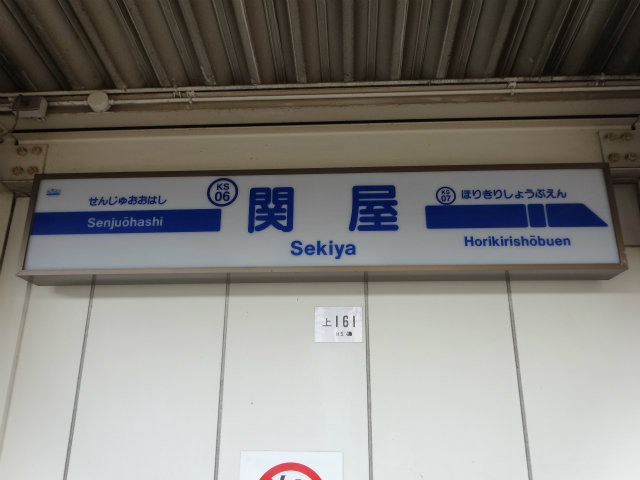 せんじゅおおはし
Senjuōhashi
KS
06
関屋
Sekiya
KS
07
ほりきりしょうぶえん
Horikirishōbuen
上161